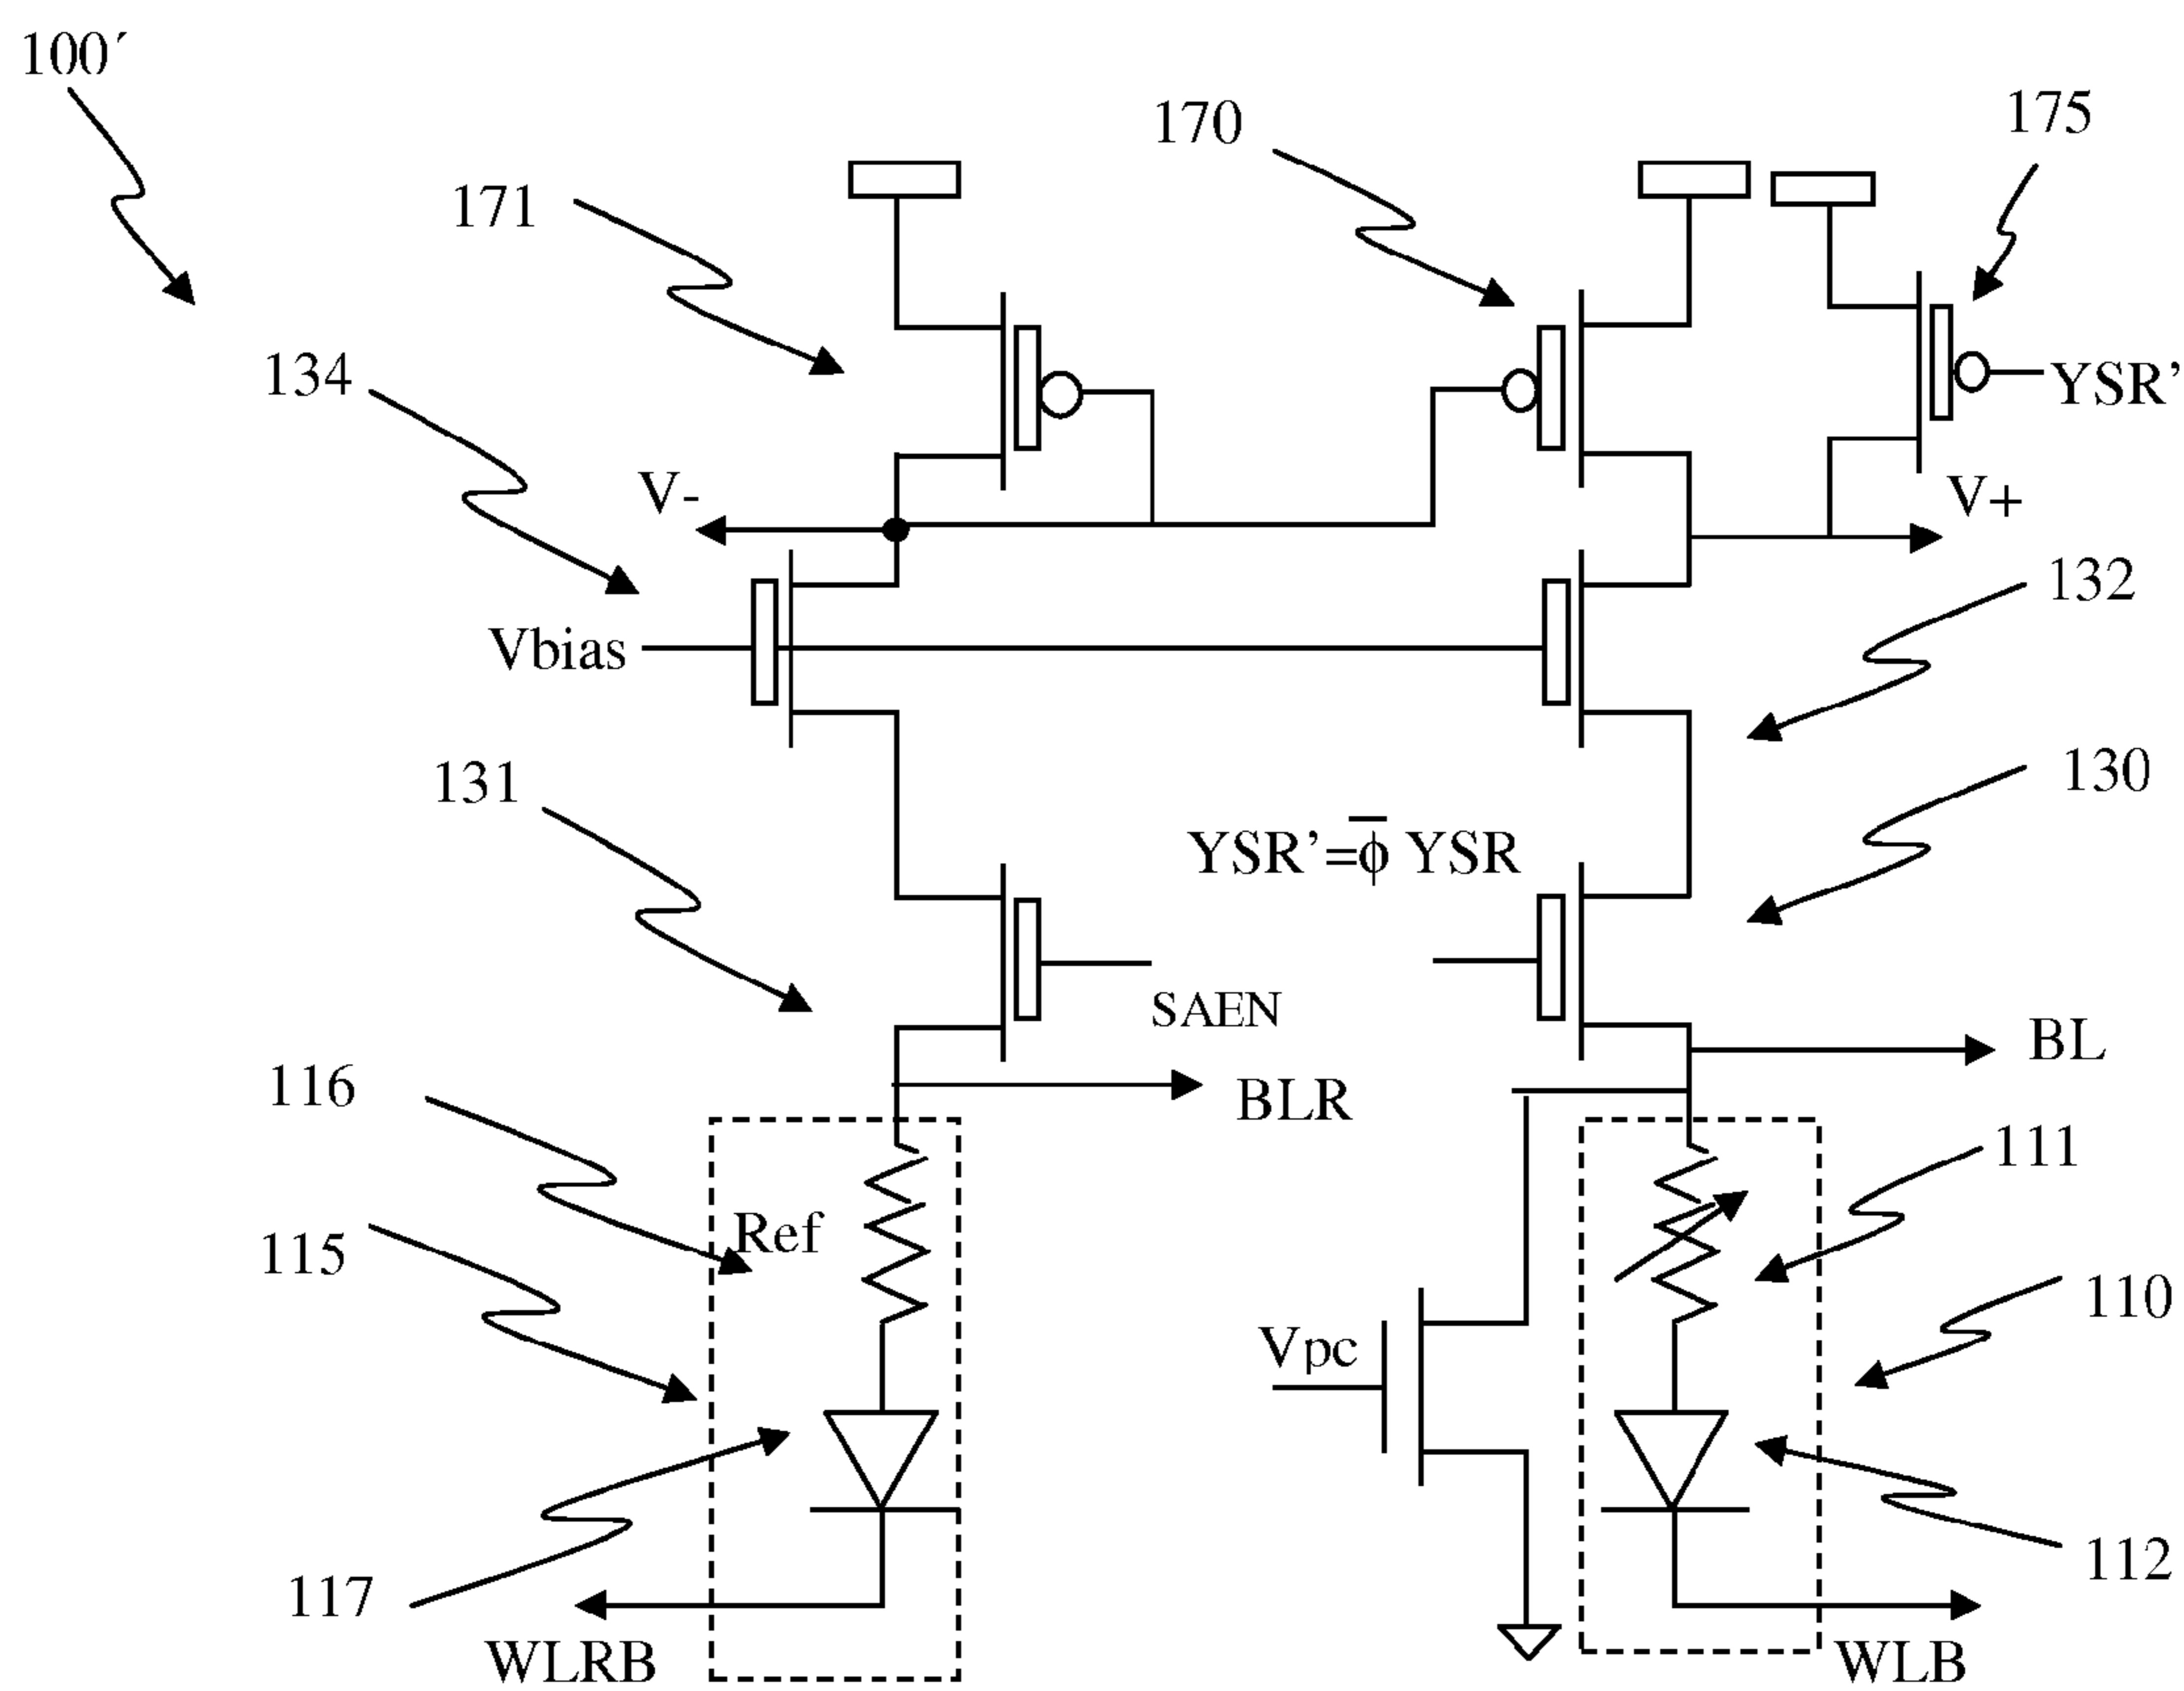 100´
170
175
171
134
YSR'
V-
V+
132
Vbias
131
130
YSR'=φ̅ YSR
SAEN
BL
116
BLR
111
Ref
115
110
Vpc
112
117
WLRB
WLB